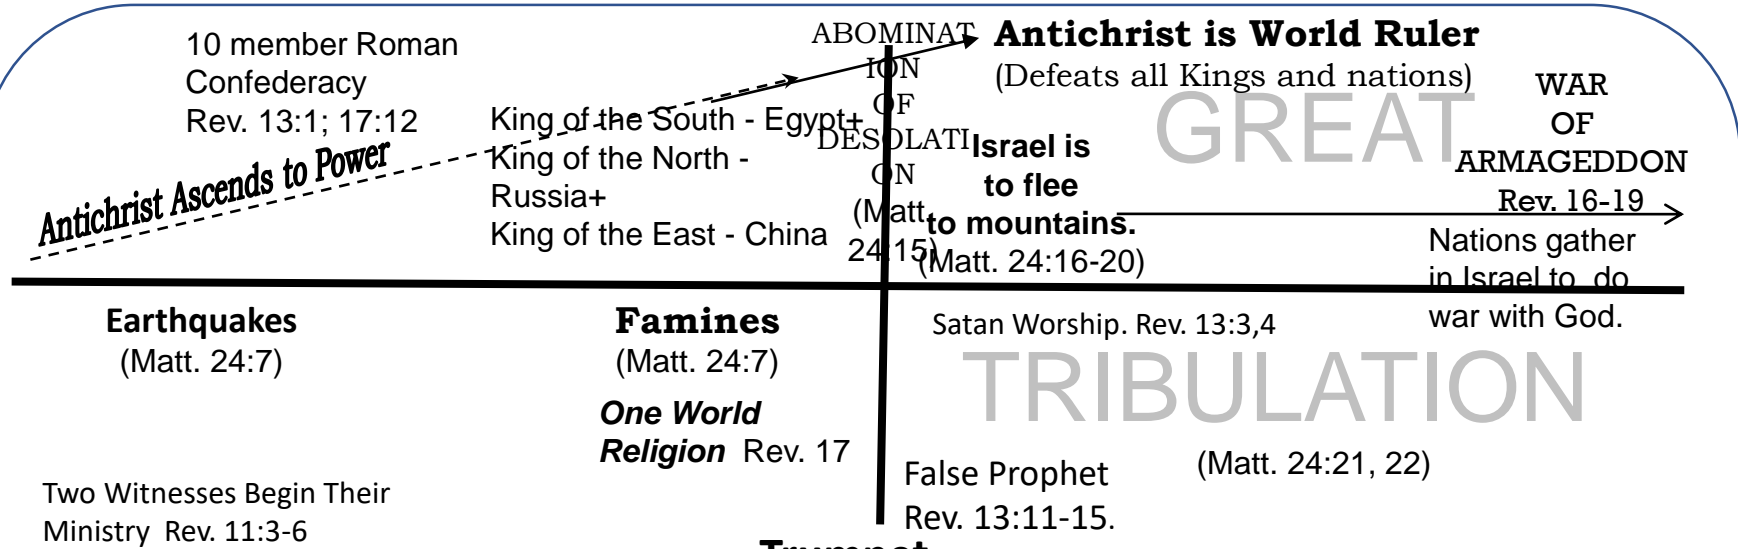 10 member Roman
Confederacy
Rev. 13:1; 17:12
Antichrist Ascends to Power
King of the South - Egypt+
King of the North -
Russia+
King of the East - China
ABOMINAT
ION
OF
DESOLATI
ON
(Matt.
24:15)
Antichrist is World Ruler
(Defeats all Kings and nations)
GREAT
Israel is
to flee
to mountains.
(Matt. 24:16-20)
WAR
OF
ARMAGEDDON
Rev. 16-19
Nations gather
in Israel to do
war with God.
Earthquakes
(Matt. 24:7)
Famines
(Matt. 24:7)
One World
Religion Rev. 17
Two Witnesses Begin Their
Ministry Rev. 11:3-6
Satan Worship. Rev. 13:3,4
TRIBULATION
(Matt. 24:21, 22)
False Prophet
Rev. 13:11-15.
Trumpet